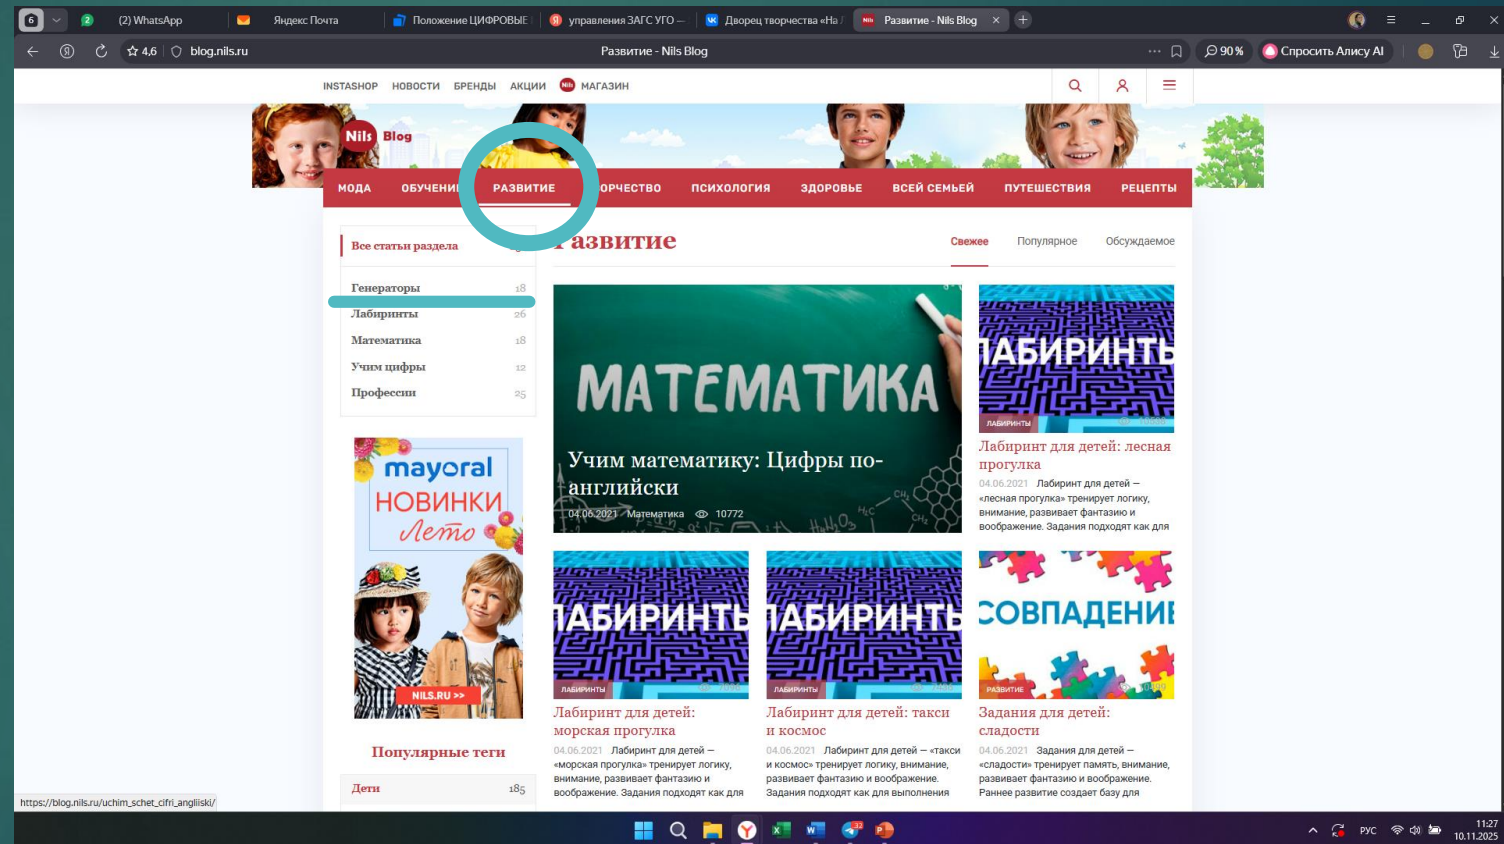 6
2
(2) WhatsApp
Яндекс Почта
Положение ЦИФРОВЫЕ
управления ЗАГС УГО —
Дворец творчества «На
Развитие - Nils Blog
4,6
blog.nils.ru
Развитие - Nils Blog
90 %
Спросить Алису AI
INSTASHOP НОВОСТИ БРЕНДЫ АКЦИИ Nils МАГАЗИН
Nils Blog
МОДА ОБУЧЕНИ РАЗВИТИЕ ОРЧЕСТВО ПСИХОЛОГИЯ ЗДОРОВЬЕ ВСЕЙ СЕМЬЕЙ ПУТЕШЕСТВИЯ РЕЦЕПТЫ
Все статьи раздела
Генераторы 18
Лабиринты 26
Математика 18
Учим цифры 12
Профессии 25
азвитие
Свежее Популярное Обсуждаемое
МАТЕМАТИКА
Учим математику: Цифры по-
английски
04.06.2021 Математика 10772
ЛАБИРИНТЬ
ЛАБИРИНТЫ
Лабиринт для детей: лесная
прогулка
04.06.2021 Лабиринт для детей –
«лесная прогулка» тренирует логику,
внимание, развивает фантазию и
воображение. Задания подходят как для
mayoral
НОВИНКИ
Лето
NILS.RU >>
ЛАБИРИНТЬ
ЛАБИРИНТЫ
Лабиринт для детей:
морская прогулка
04.06.2021 Лабиринт для детей –
«морская прогулка» тренирует логику,
внимание, развивает фантазию и
воображение. Задания подходят как для
ЛАБИРИНТЬ
ЛАБИРИНТЫ
Лабиринт для детей: такси
и космос
04.06.2021 Лабиринт для детей – «такси
и космос» тренирует логику, внимание,
развивает фантазию и воображение.
Задания подходят как для выполнения
СОВПАДЕНИЕ
РАЗВИТИЕ
Задания для детей:
сладости
04.06.2021 Задания для детей –
«сладости» тренирует память, внимание,
развивает фантазию и воображение.
Раннее развитие создает базу для
Популярные теги
Дети 185
https://blog.nils.ru/uchim_schet_cifri_angliiski/
РУС
11:27
10.11.2025